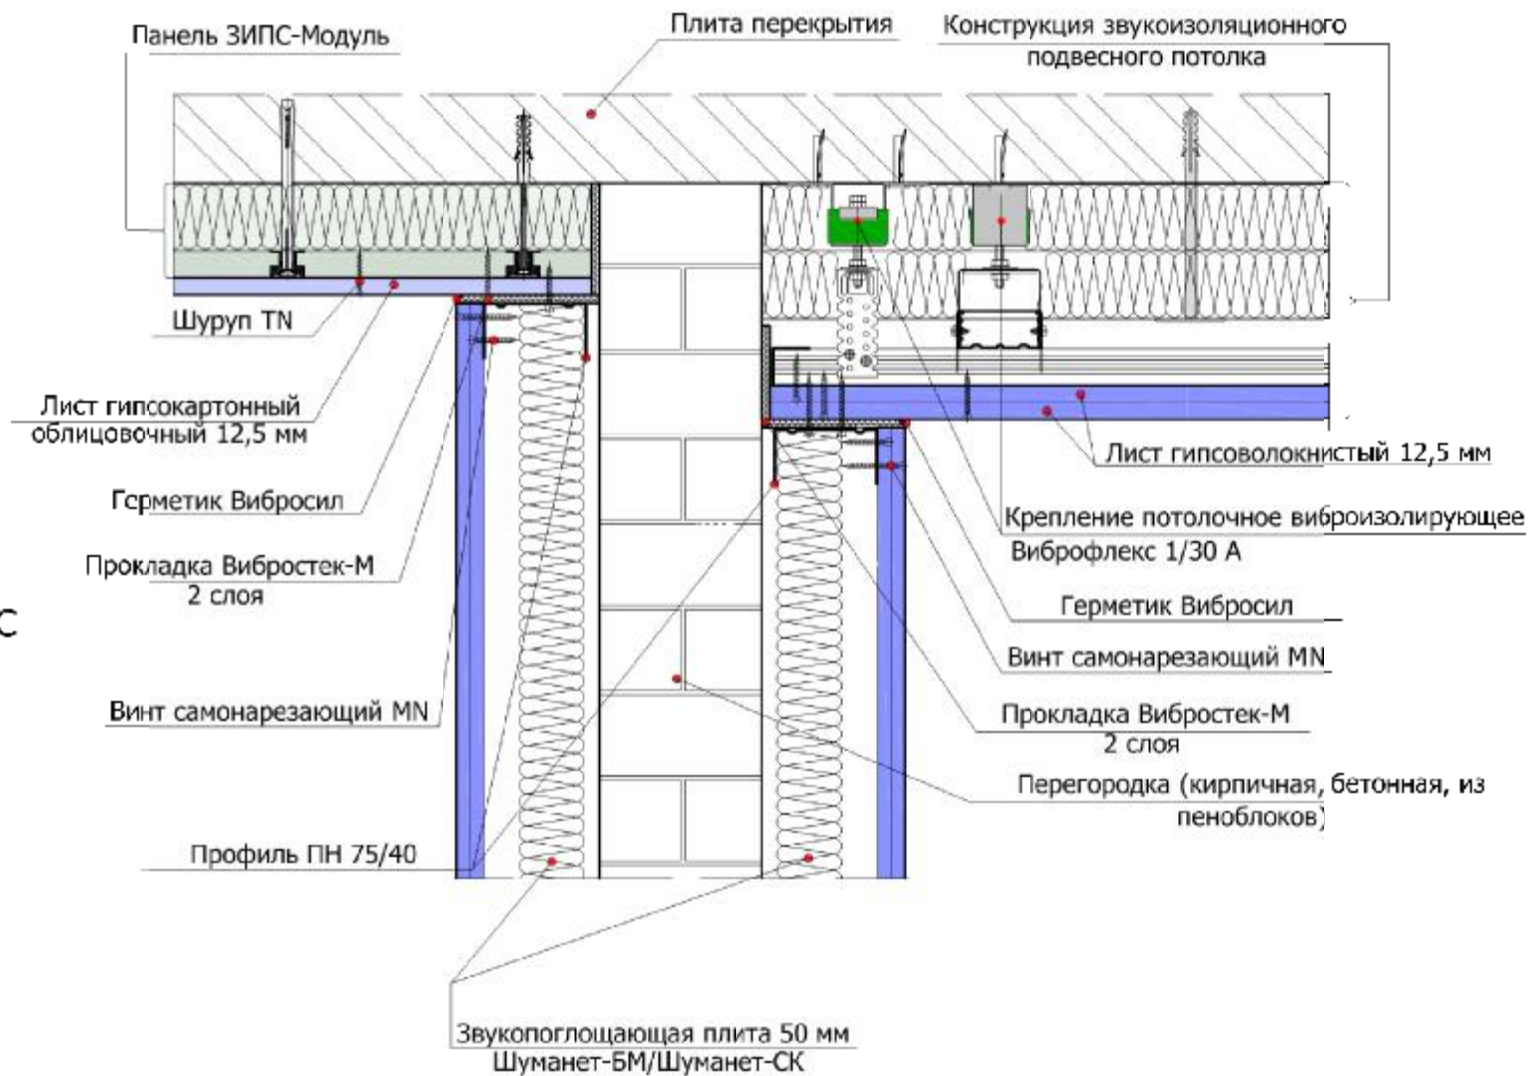 Панель ЗИПС-Модуль
Плита перекрытия
Конструкция звукоизоляционного
подвесного потолка
Шуруп TN
Лист гипсокартонный
облицовочный 12,5 мм
Герметик Вибросил
Прокладка Вибростек-М
2 слоя
С
Винт самонарезающий MN
Профиль ПН 75/40
Лист гипсоволокнистый 12,5 мм
Крепление потолочное виброизолирующее
Виброфлекс 1/30 А
Герметик Вибросил
Винт самонарезающий MN
Прокладка Вибростек-М
2 слоя
Перегородка (кирпичная, бетонная, из
пеноблоков)
Звукопоглощающая плита 50 мм
Шуманет-БМ/Шуманет-СК